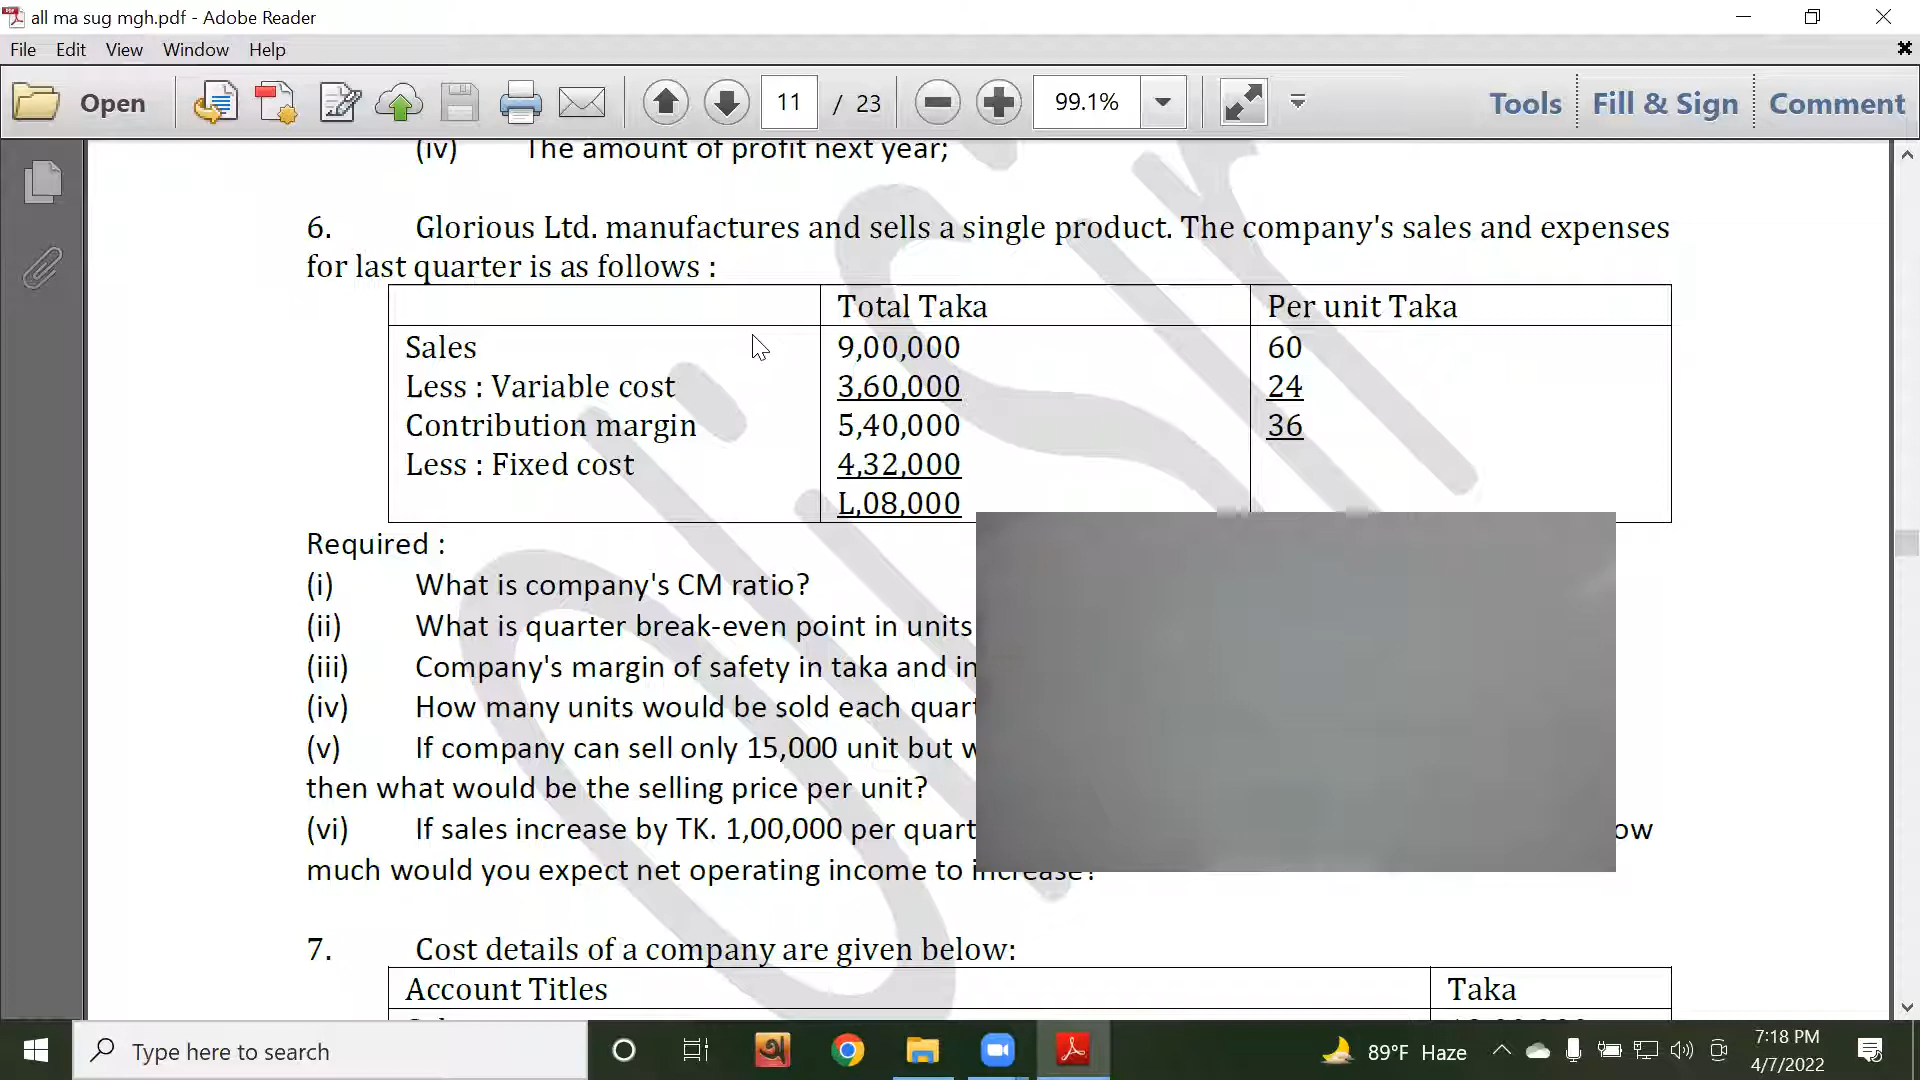 all ma sug mgh.pdf - Adobe Reader
File Edit View Window Help
Open 11 / 23 99.1% Tools Fill & Sign Comment
(iv) The amount of profit next year;
6. Glorious Ltd. manufactures and sells a single product. The company's sales and expenses
for last quarter is as follows :
Total Taka Per unit Taka
Sales 9,00,000 60
Less : Variable cost 3,60,000 24
Contribution margin 5,40,000 36
Less : Fixed cost 4,32,000
L,08,000
Required :
(i) What is company's CM ratio?
(ii) What is quarter break-even point in units
(iii) Company's margin of safety in taka and in
(iv) How many units would be sold each quart
(v) If company can sell only 15,000 unit but w
then what would be the selling price per unit?
(vi) If sales increase by TK. 1,00,000 per quart ow
much would you expect net operating income to increase?
7. Cost details of a company are given below:
Account Titles Taka
Type here to search
89°F Haze
7:18 PM
4/7/2022